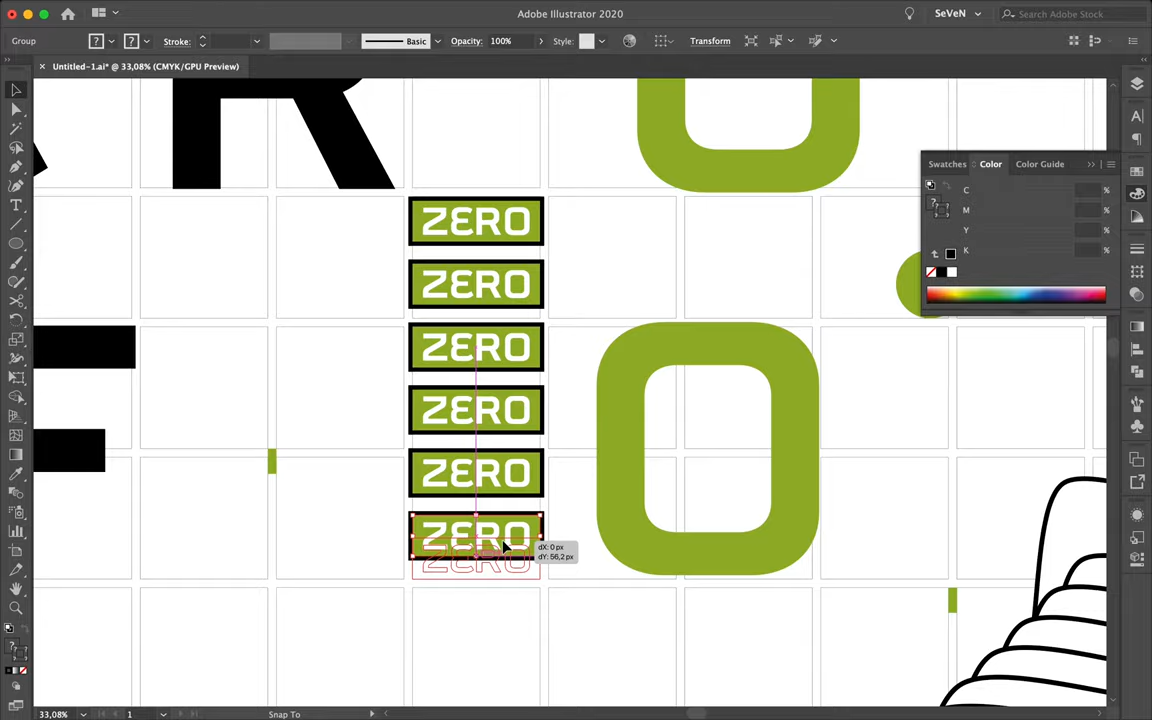 Adobe Illustrator 2020
SeVeN
Search Adobe Stock
Group
?
?
Stroke:
Basic
Opacity:
100%
Style:
Transform
× Untitled-1.ai* @ 33,08% (CMYK/GPU Preview)
R
O
Swatches
Color
Color Guide
C %
M %
Y %
K %
ZERO
ZERO
ZERO
ZERO
ZERO
ZERO
ZERO
F
O
dX: 0 px
dY: 56,2 px
33,08%
1
Snap To